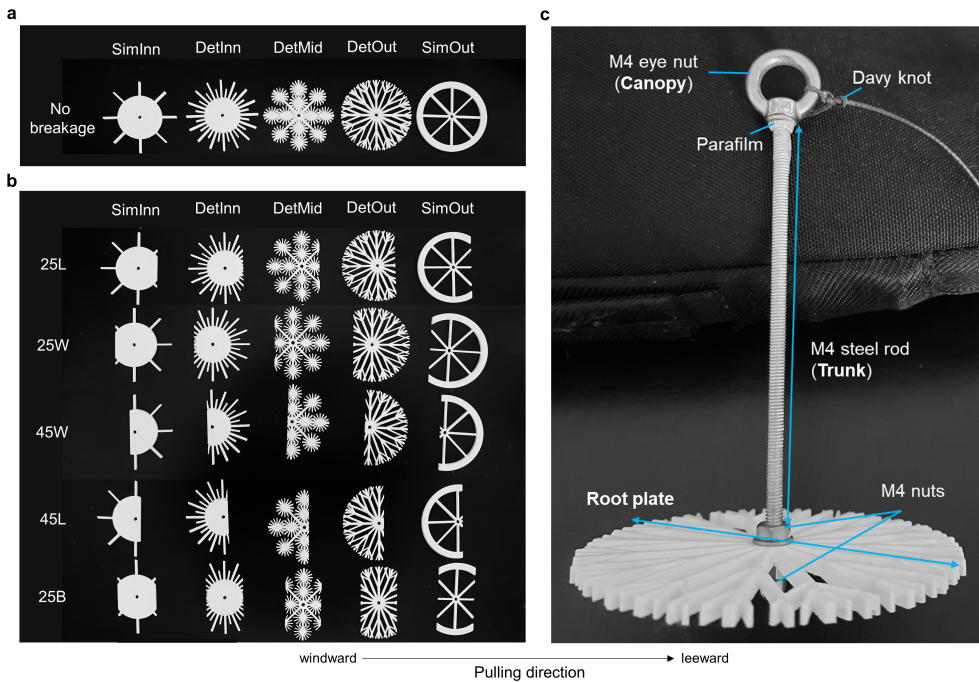 a
SimInn DetInn DetMid DetOut SimOut
No
breakage
b
SimInn DetInn DetMid DetOut SimOut
25L
25W
45W
45L
25B
c
M4 eye nut
(Canopy)
Davy knot
Parafilm
M4 steel rod
(Trunk)
Root plate
M4 nuts
windward leeward
Pulling direction